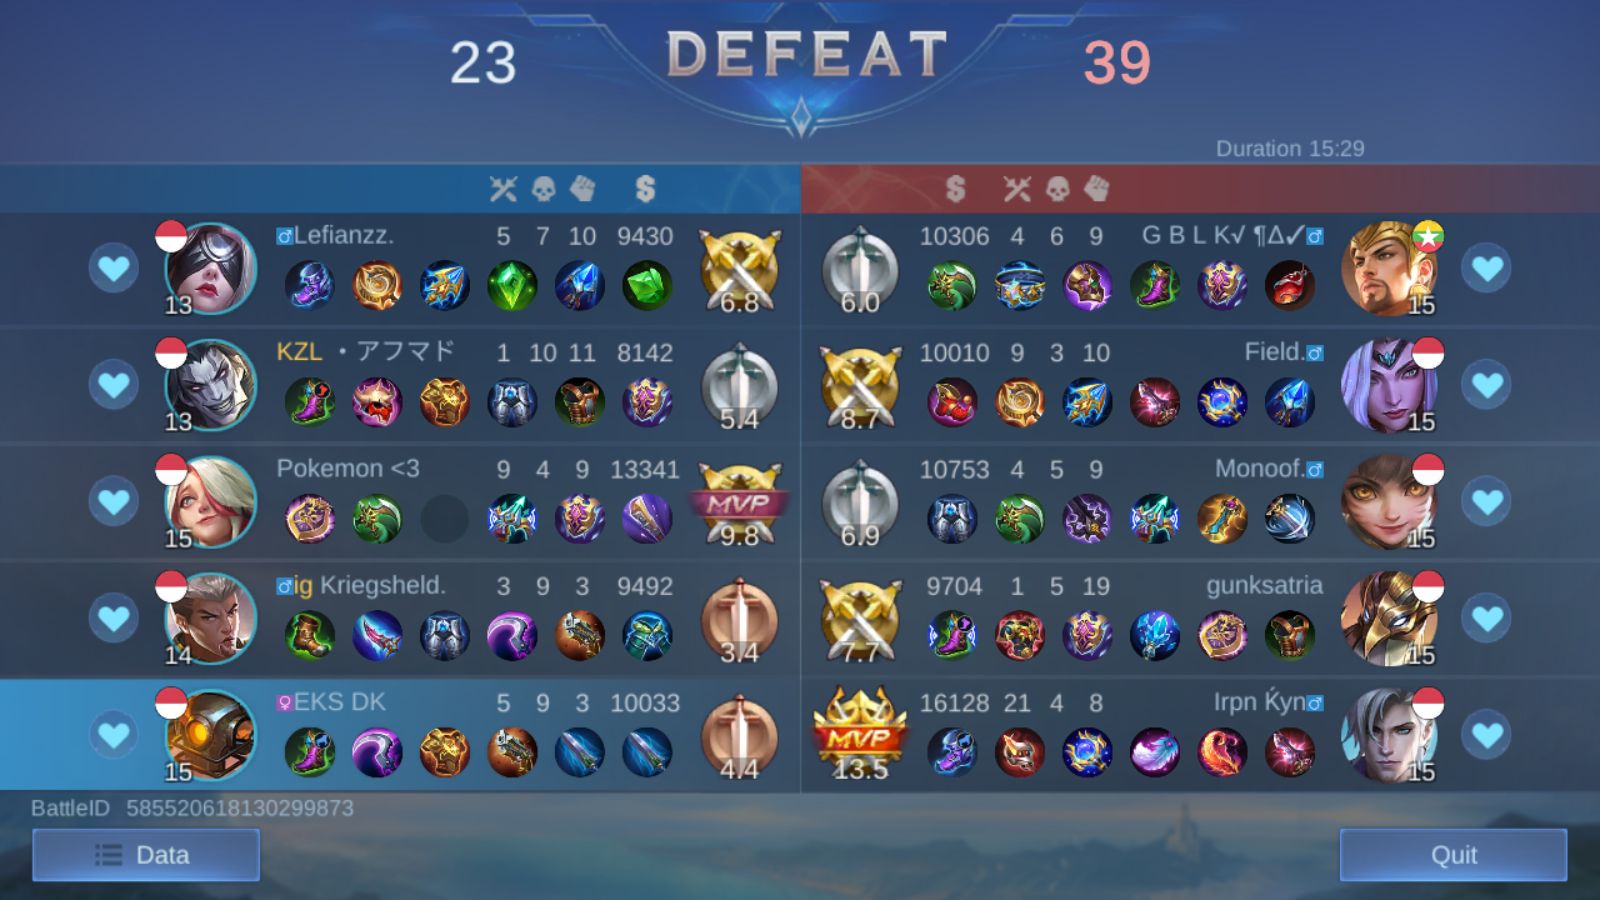 23 DEFEAT 39
Duration 15:29
Lefianzz. 5 7 10 9430 6.8
13
KZL ・アフマド 1 10 11 8142 5.4
13
Pokemon <3 9 4 9 13341 MVP 9.8
15
ig Kriegsheld. 3 9 3 9492 3.4
14
EKS DK 5 9 3 10033 4.4
15
6.0 10306 4 6 9 G B L K√ ¶Δ✓
15
8.7 10010 9 3 10 Field.
15
6.9 10753 4 5 9 Monoof.
15
7.7 9704 1 5 19 gunksatria
15
MVP 13.5 16128 21 4 8 Irpn Ḱyn
15
BattleID 585520618130299873
Data
Quit